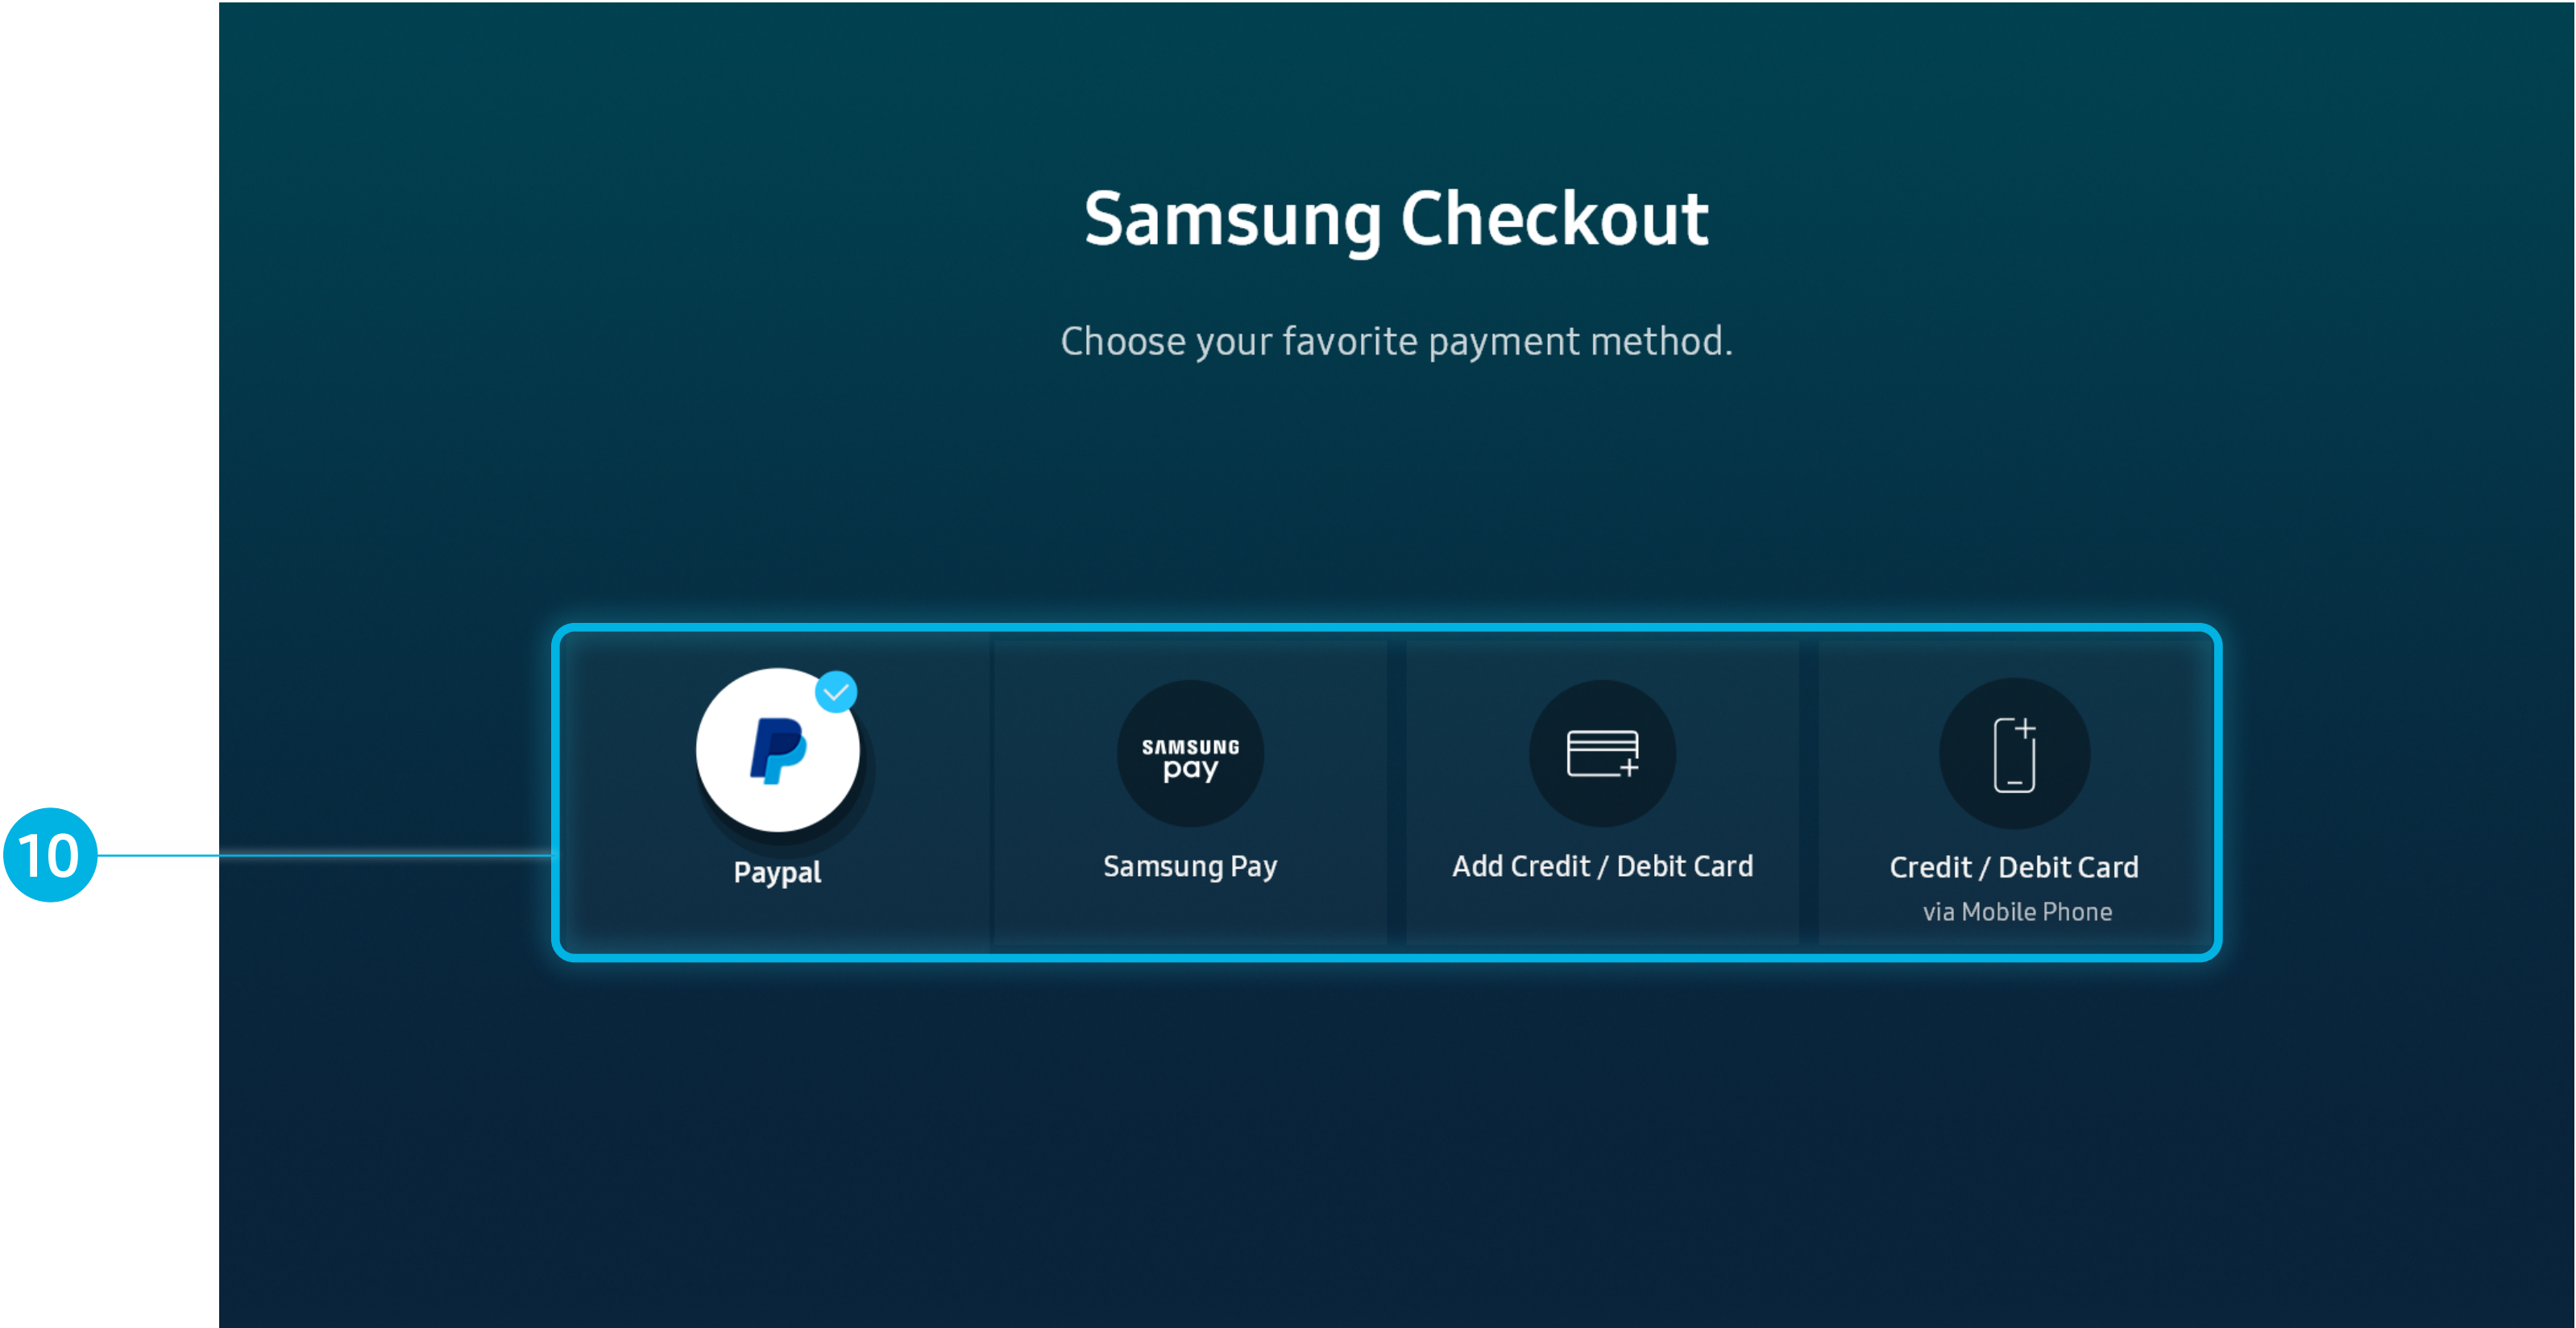 Samsung Checkout
Choose your favorite payment method.
SAMSUNG
pay
10
Paypal
Samsung Pay
Add Credit / Debit Card
Credit / Debit Card
via Mobile Phone